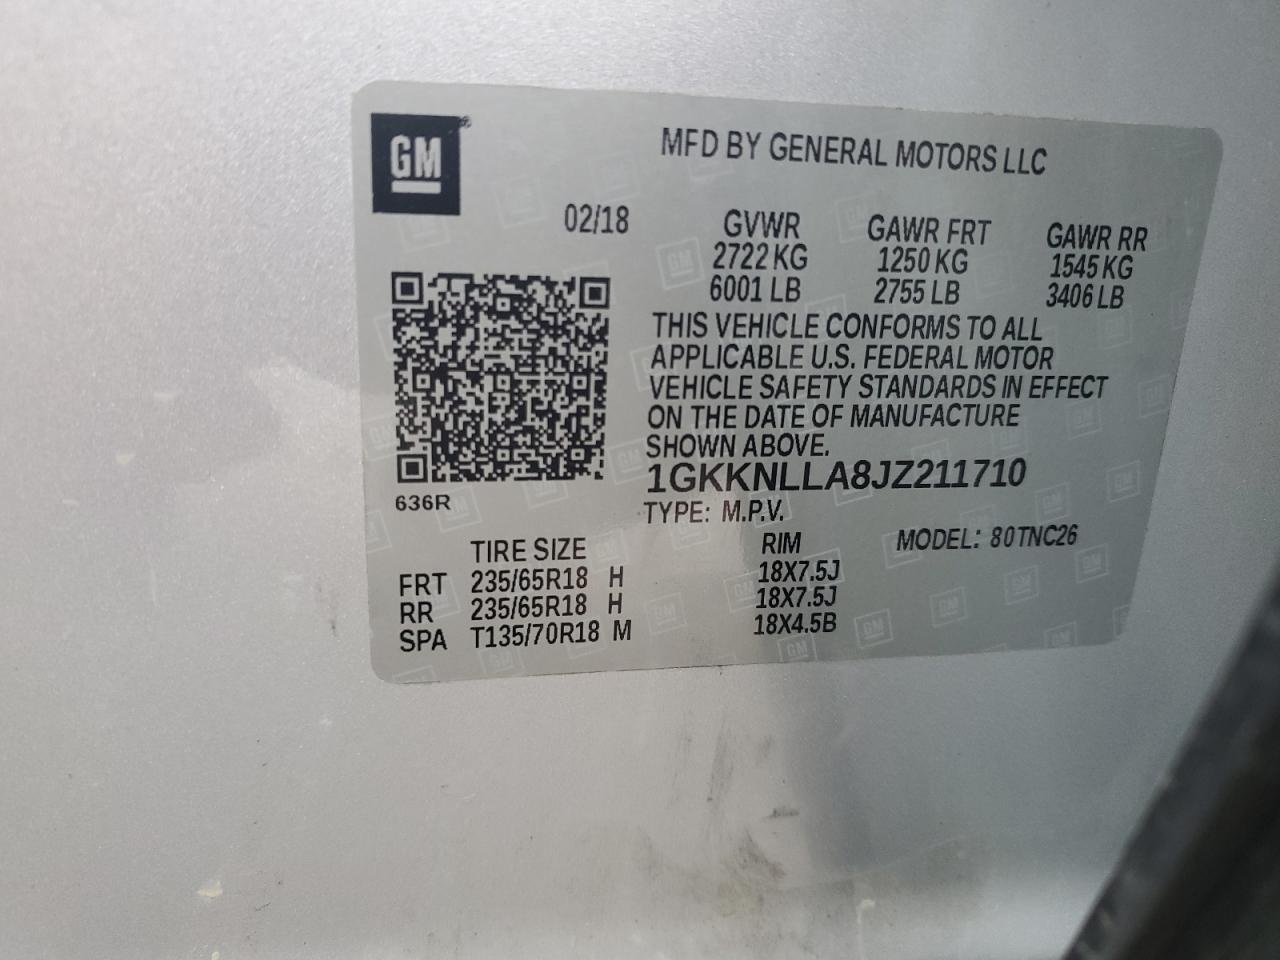 GM
MFD BY GENERAL MOTORS LLC
02/18 GVWR GAWR FRT GAWR RR
2722 KG 1250 KG 1545 KG
6001 LB 2755 LB 3406 LB
THIS VEHICLE CONFORMS TO ALL
APPLICABLE U.S. FEDERAL MOTOR
VEHICLE SAFETY STANDARDS IN EFFECT
ON THE DATE OF MANUFACTURE
SHOWN ABOVE.
1GKKNLLA8JZ211710
636R
TYPE: M.P.V.
MODEL: 80TNC26
TIRE SIZE RIM
FRT 235/65R18 H 18X7.5J
RR 235/65R18 H 18X7.5J
SPA T135/70R18 M 18X4.5B